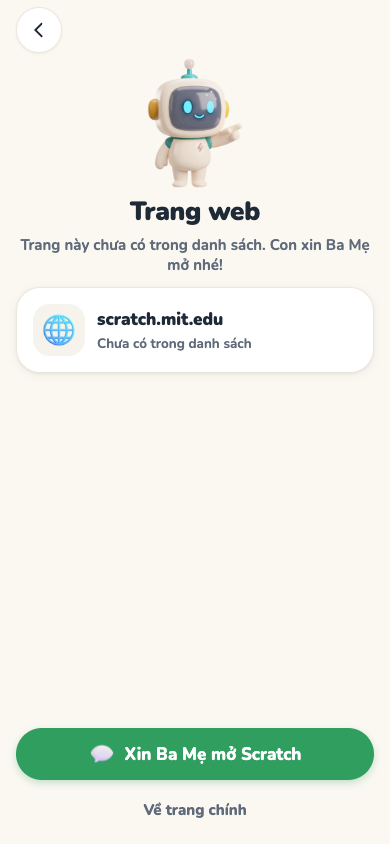 Trang web
Trang này chưa có trong danh sách. Con xin Ba Mẹ
mở nhé!
scratch.mit.edu
Chưa có trong danh sách
Xin Ba Mẹ mở Scratch
Về trang chính